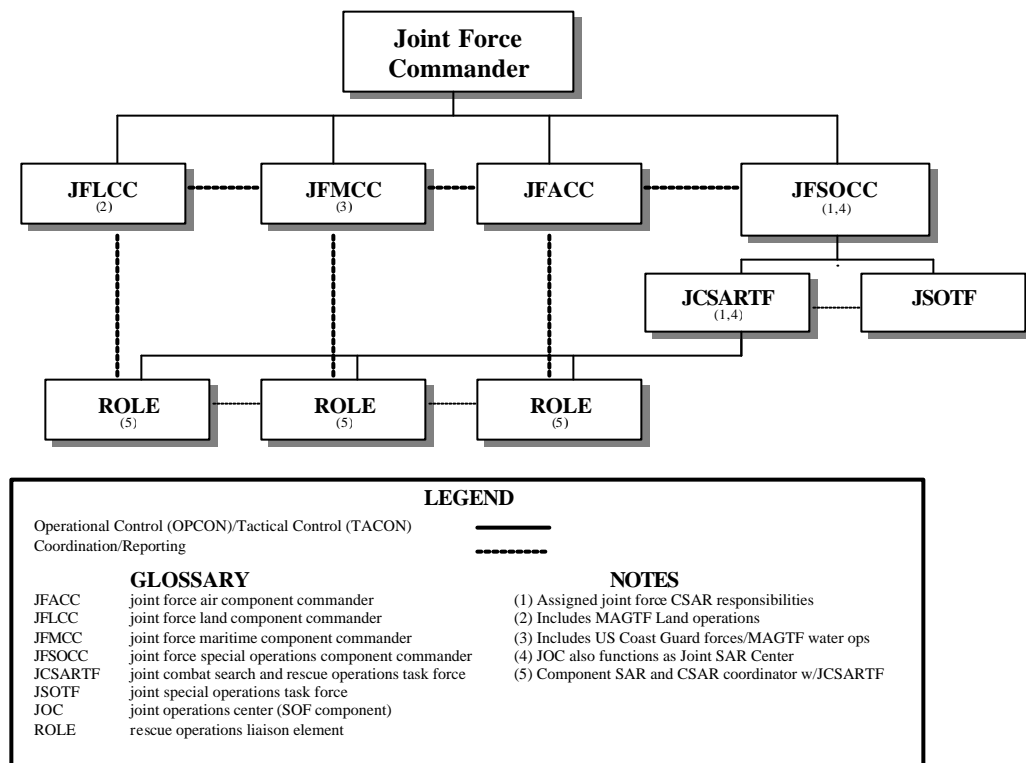 Joint Force
Commander
JFLCC
(2)
JFMCC
(3)
JFACC
JFSOCC
(1,4)
JCSARTF
(1,4)
JSOTF
ROLE
(5)
ROLE
(5)
ROLE
(5)
LEGEND
Operational Control (OPCON)/Tactical Control (TACON)
Coordination/Reporting
GLOSSARY
JFACC joint force air component commander
JFLCC joint force land component commander
JFMCC joint force maritime component commander
JFSOCC joint force special operations component commander
JCSARTF joint combat search and rescue operations task force
JSOTF joint special operations task force
JOC joint operations center (SOF component)
ROLE rescue operations liaison element
NOTES
(1) Assigned joint force CSAR responsibilities
(2) Includes MAGTF Land operations
(3) Includes US Coast Guard forces/MAGTF water ops
(4) JOC also functions as Joint SAR Center
(5) Component SAR and CSAR coordinator w/JCSARTF